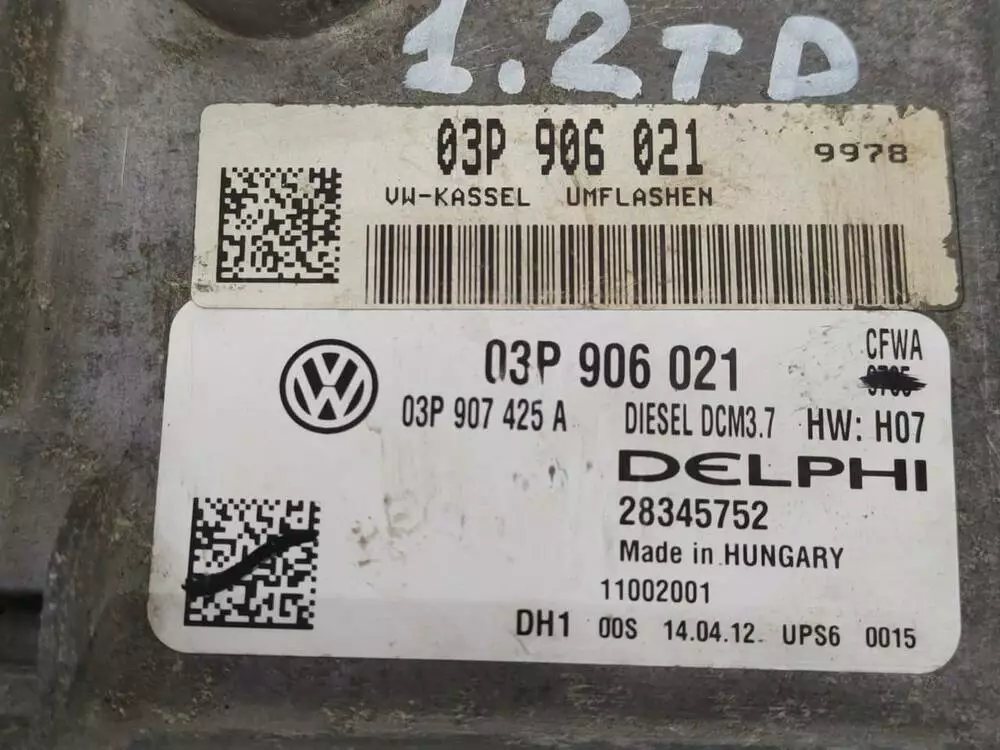 1.2TD
03P 906 021 9978
VW-KASSEL UMFLASHEN
03P 906 021 CFWA
03P 907 425 A DIESEL DCM3.7 HW: H07
DELPHI
28345752
Made in HUNGARY
11002001
DH1 00S 14.04.12 UPS6 0015